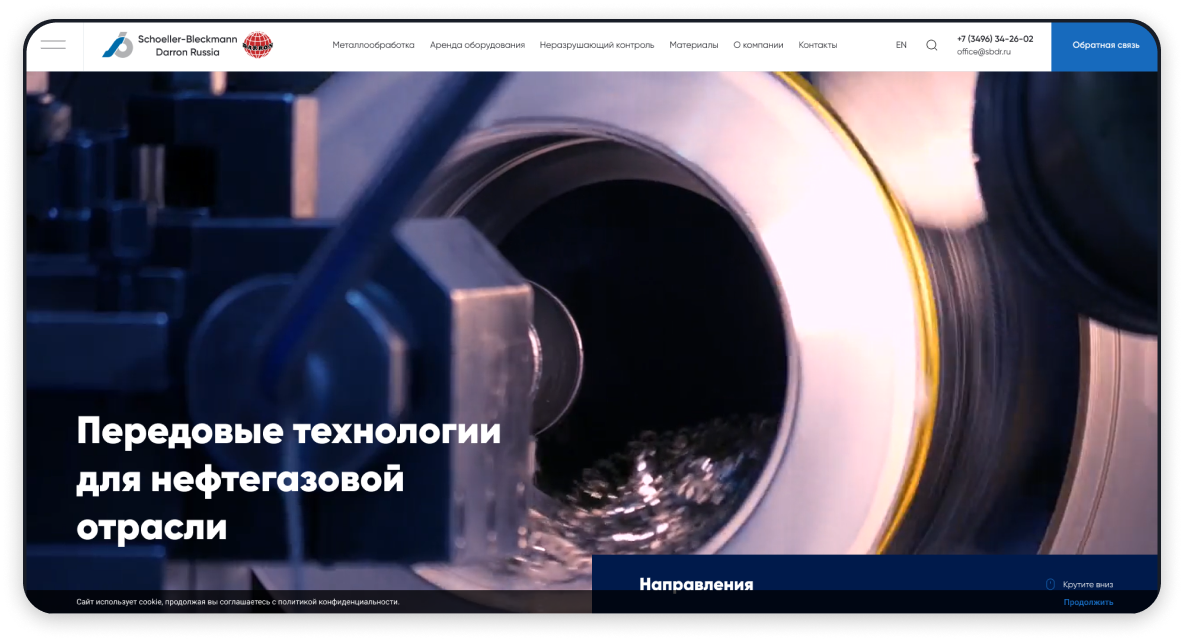 Schoeller-Bleckmann
Darron Russia
DARRON
Металлообработка
Аренда оборудования
Неразрушающий контроль
Материалы
О компании
Контакты
EN
+7 (3496) 34-26-02
office@sbdr.ru
Обратная связь
Передовые технологии
для нефтегазовой
отрасли
Направления
Крутите вниз
Сайт использует cookie, продолжая вы соглашаетесь с политикой конфиденциальности.
Продолжить